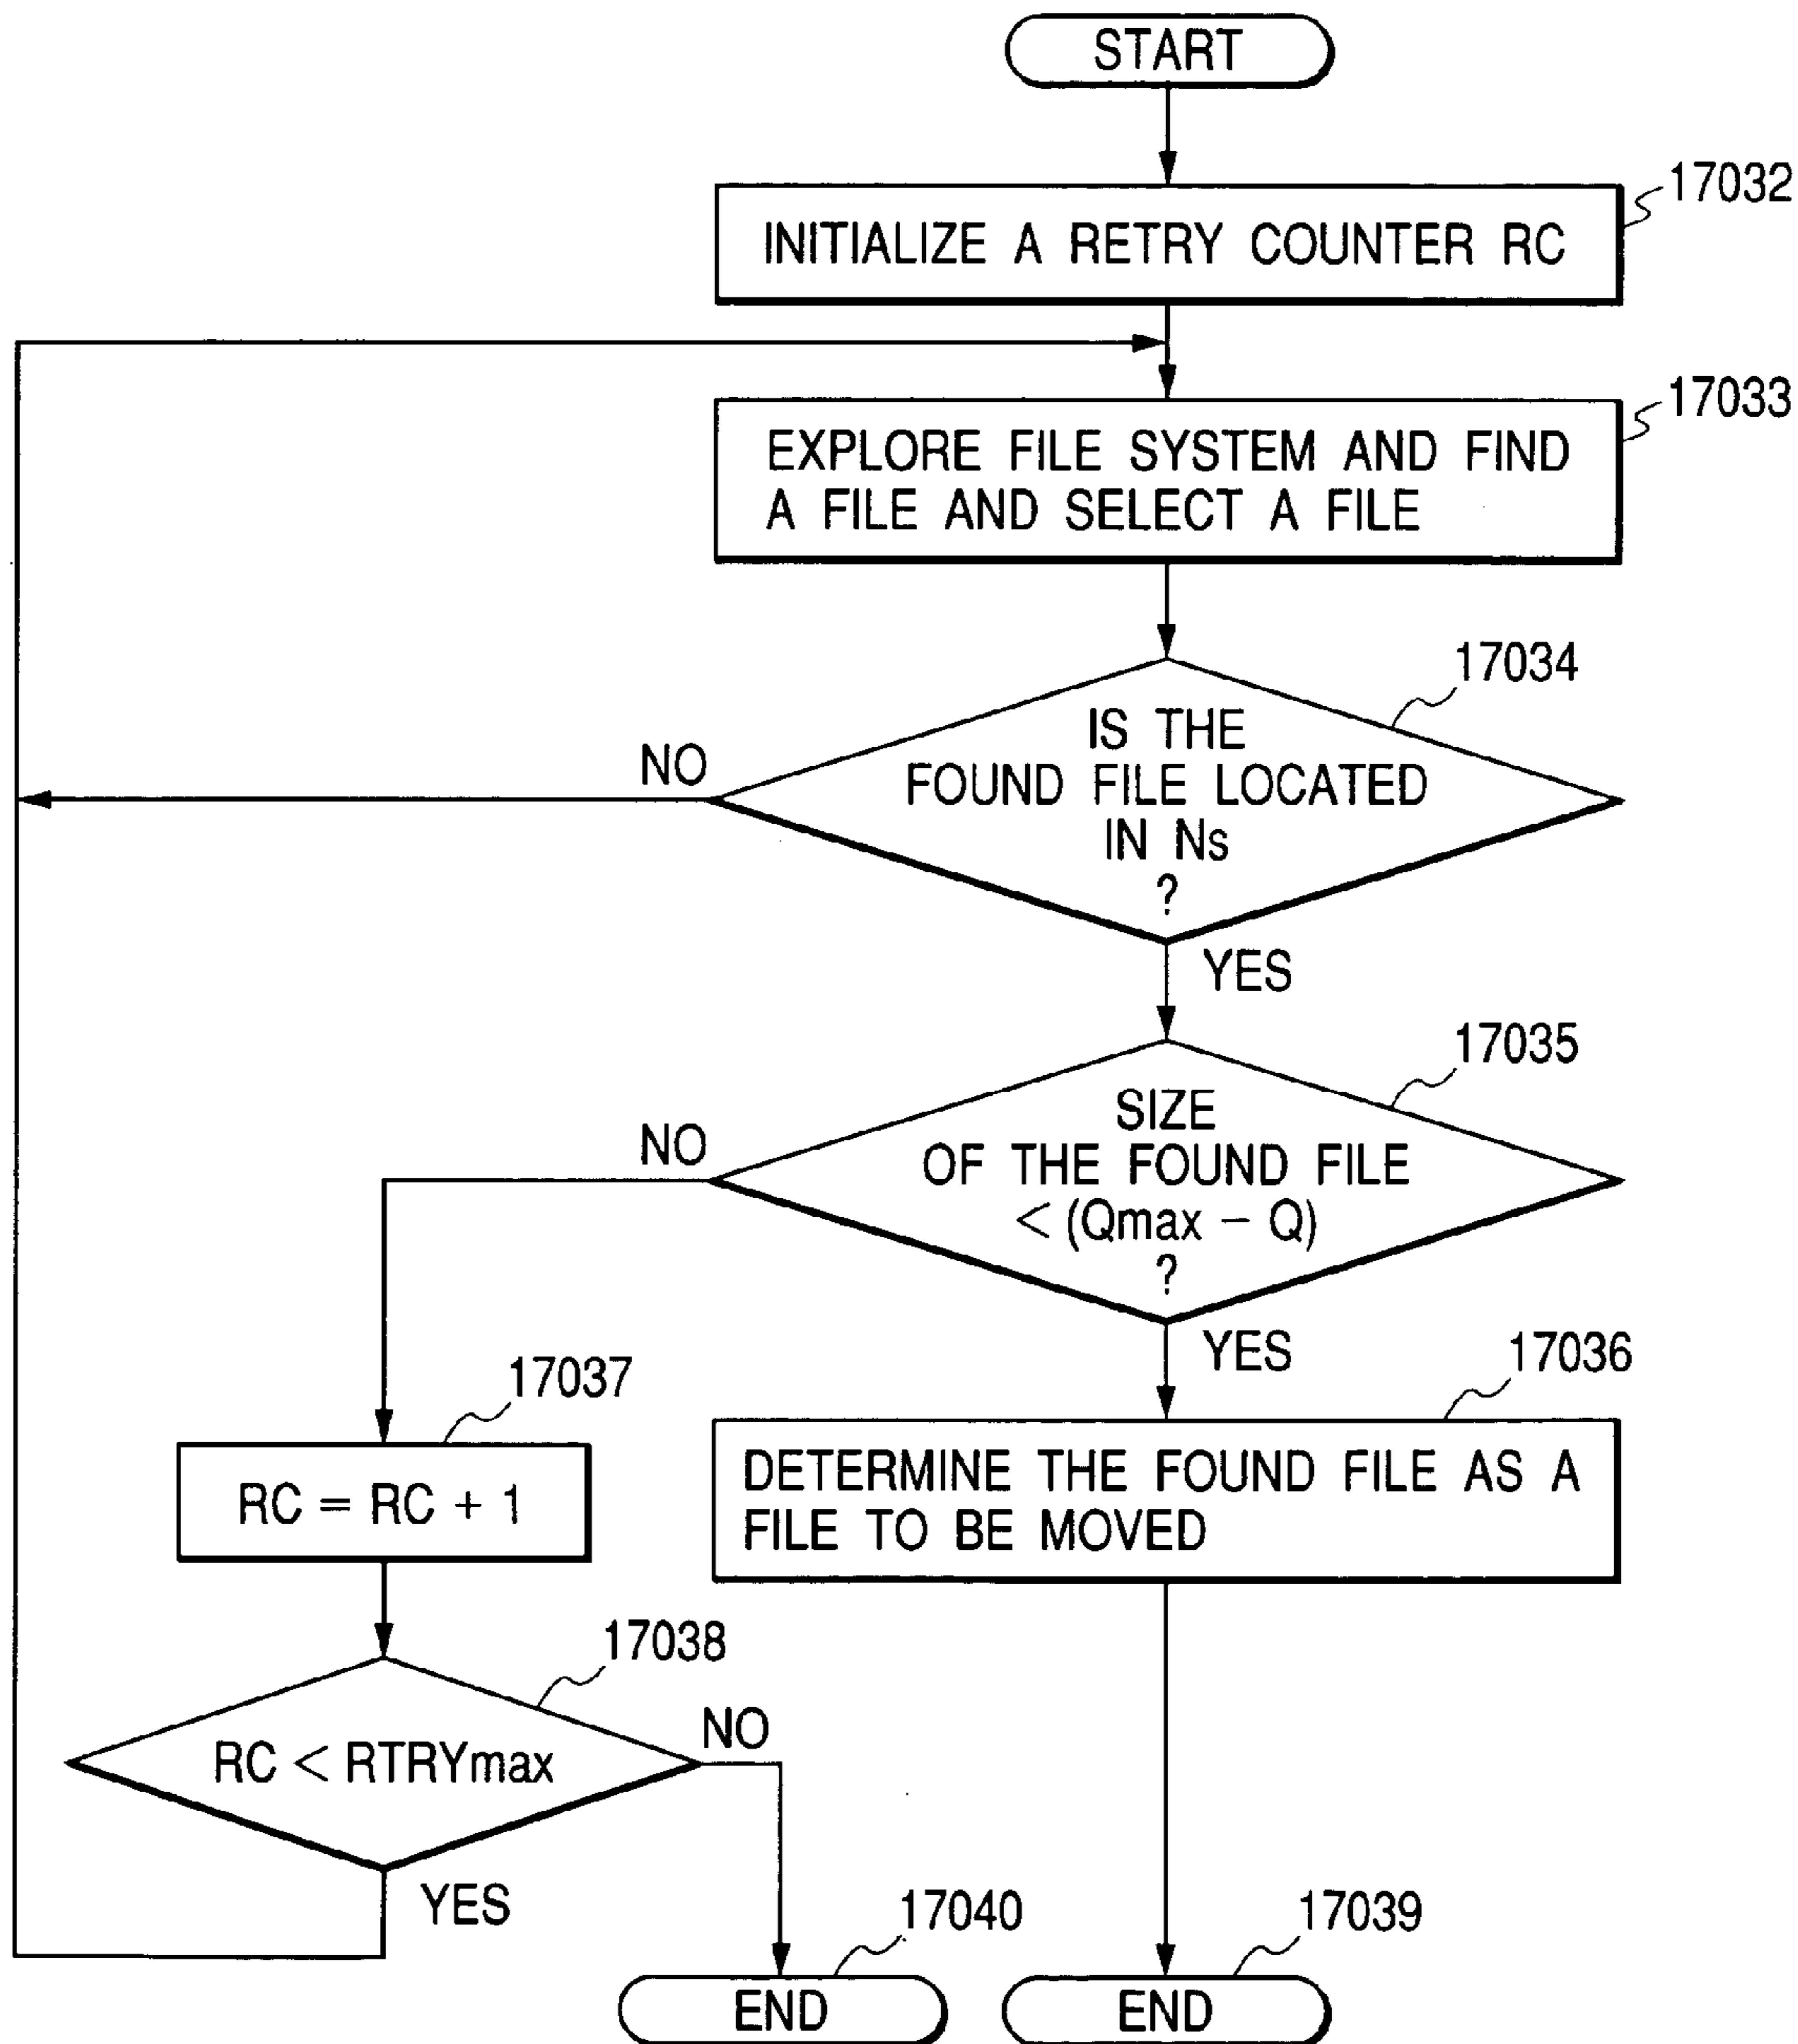 START
17032
INITIALIZE A RETRY COUNTER RC
17033
EXPLORE FILE SYSTEM AND FIND
A FILE AND SELECT A FILE
17034
IS THE
FOUND FILE LOCATED
IN Ns
?
NO
YES
17035
SIZE
OF THE FOUND FILE
< (Qmax − Q)
?
NO
YES
17036
DETERMINE THE FOUND FILE AS A
FILE TO BE MOVED
17037
RC = RC + 1
17038
RC < RTRYmax
NO
YES
17040
END
17039
END